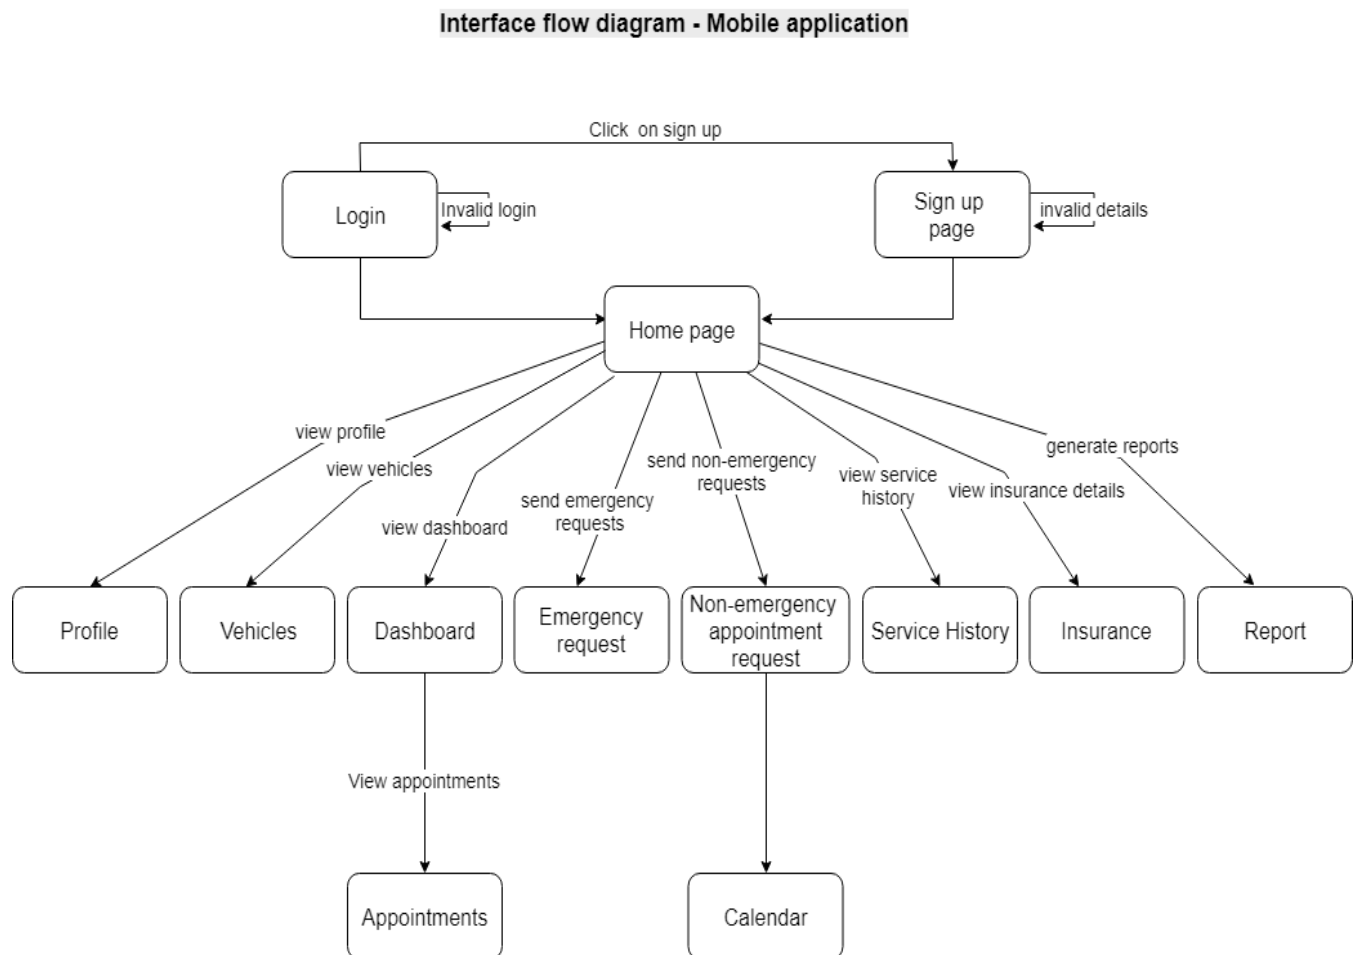 Interface flow diagram - Mobile application
Click  on sign up
Login
Invalid login
Sign up
page
invalid details
Home page
view profile
view vehicles
view dashboard
send emergency
requests
send non-emergency
requests
view service
history
view insurance details
generate reports
Profile
Vehicles
Dashboard
Emergency
request
Non-emergency
appointment
request
Service History
Insurance
Report
View appointments
Appointments
Calendar